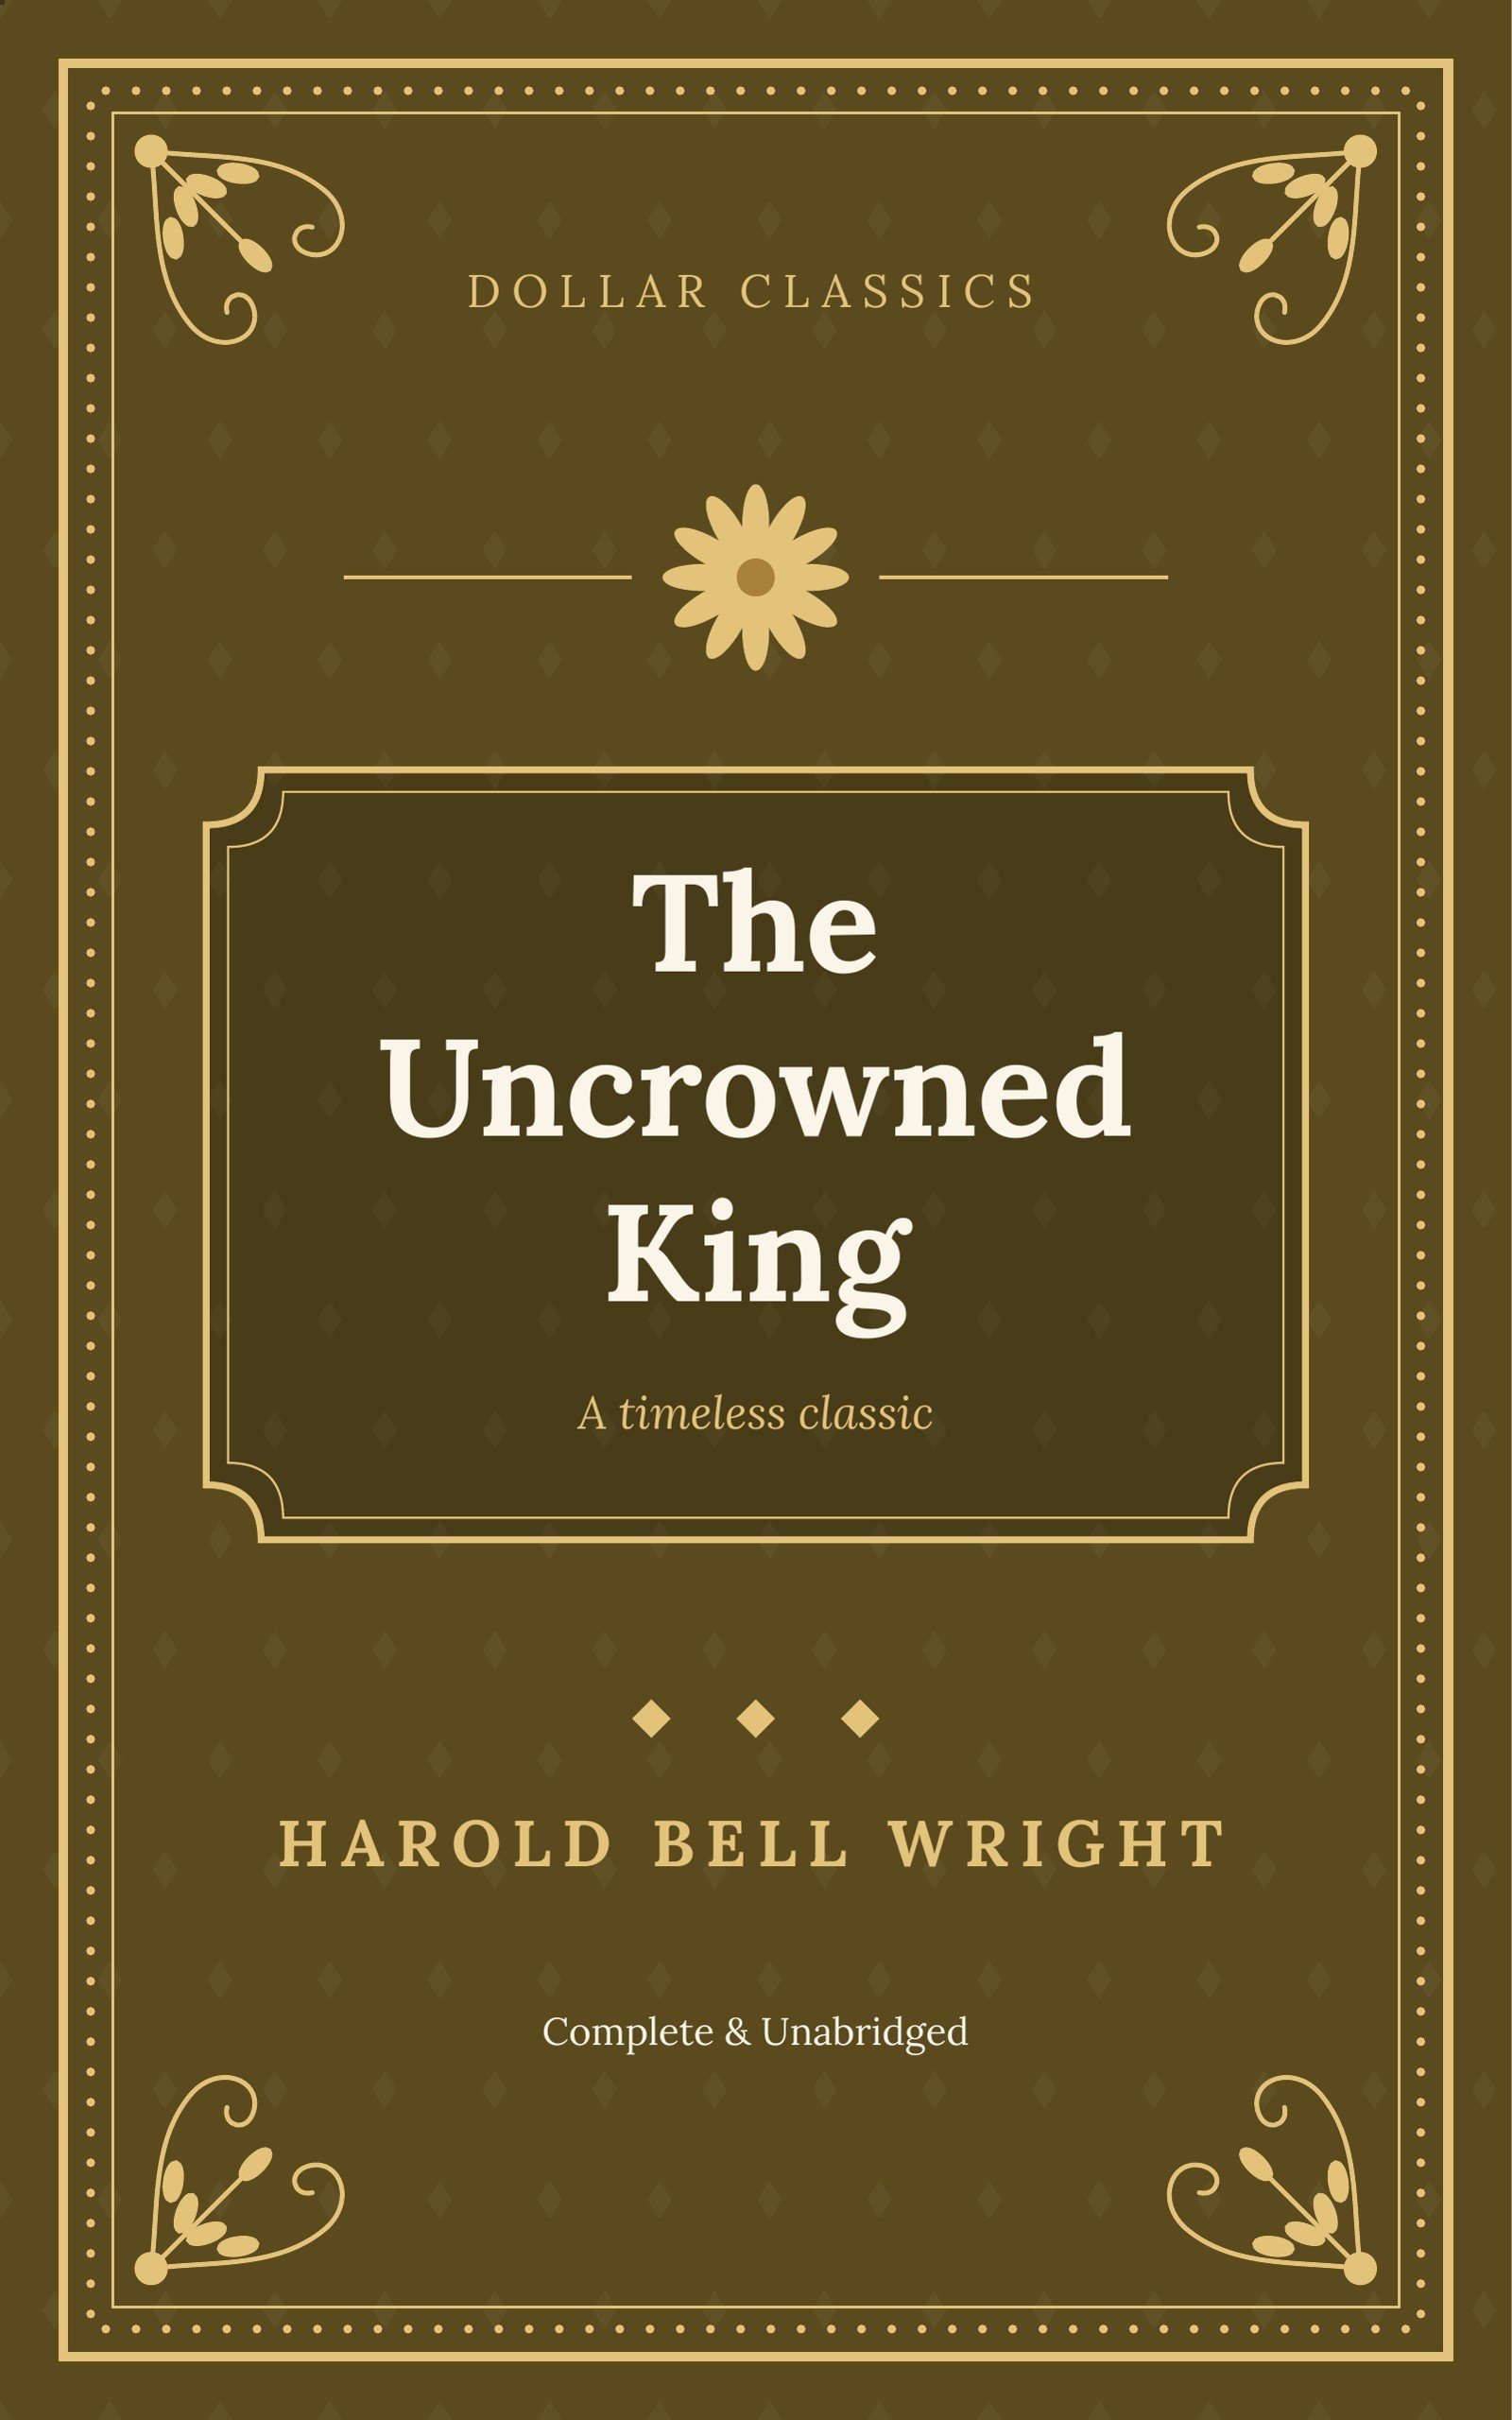 DOLLAR CLASSICS
The
Uncrowned
King
A timeless classic
HAROLD BELL WRIGHT
Complete & Unabridged